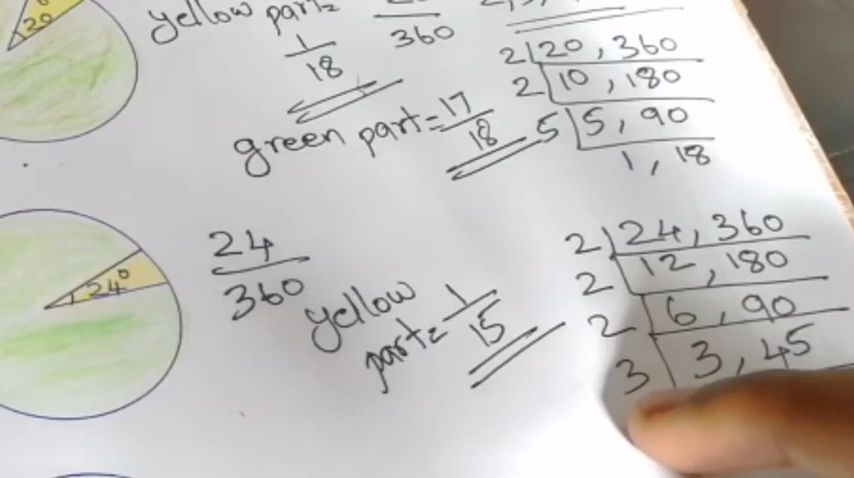 20
yellow part=
360
1
18
2 20, 360
2 10, 180
5 5, 90
1, 18
green part= 17
18
24°
24
360
yellow
part= 1
15
2 24, 360
2 12, 180
2 6, 90
3 3, 45